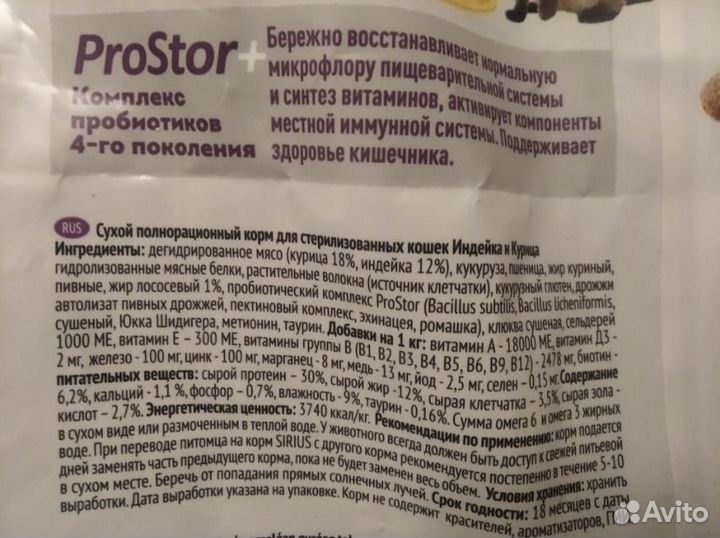 ProStor+
Комплекс
пробиотиков
4-го поколения
Бережно восстанавливает нормальную
микрофлору пищеварительной системы
и синтез витаминов, активирует компоненты
местной иммунной системы. Поддерживает
здоровье кишечника.
RUS Сухой полнорационный корм для стерилизованных кошек Индейка и Курица
Ингредиенты: дегидрированное мясо (курица 18%, индейка 12%), кукуруза, пшеница, жир куриный,
гидролизованные мясные белки, растительные волокна (источник клетчатки), кукурузный глютен, дрожжи
пивные, жир лососевый 1%, пробиотический комплекс ProStor (Bacillus subtilis, Bacillus licheniformis,
автолизат пивных дрожжей, пектиновый комплекс, эхинацея, ромашка), клюква сушеная, сельдерей
сушеный, Юкка Шидигера, метионин, таурин. Добавки на 1 кг: витамин А - 18000 МЕ, витамин Д3 -
1000 МЕ, витамин Е – 300 МЕ, витамины группы В (В1, В2, В3, В4, В5, В6, В9, В12) - 2478 мг, биотин -
2 мг, железо - 100 мг, цинк - 100 мг, марганец - 8 мг, медь - 13 мг, йод - 2,5 мг, селен – 0,15 мг. Содержание
питательных веществ: сырой протеин – 30%, сырой жир -12%, сырая клетчатка – 3,5%, сырая зола -
6,2%, кальций - 1,1 %, фосфор – 0,7%, влажность - 9%, таурин - 0,16%. Сумма омега 6 и омега 3 жирных
кислот – 2,7%. Энергетическая ценность: 3740 ккал/кг. Рекомендации по применению: корм подается
в сухом виде или размоченным в теплой воде. У животного всегда должен быть доступ к свежей питьевой
воде. При переводе питомца на корм SIRIUS с другого корма рекомендуется постепенно в течение 5-10
дней заменять часть предыдущего корма, пока не будет заменен весь объем. Условия хранения: хранить
в сухом месте. Беречь от попадания прямых солнечных лучей. Срок годности: 18 месяцев с даты
выработки. Дата выработки указана на упаковке. Корм не содержит красителей, ароматизаторов,
Avito